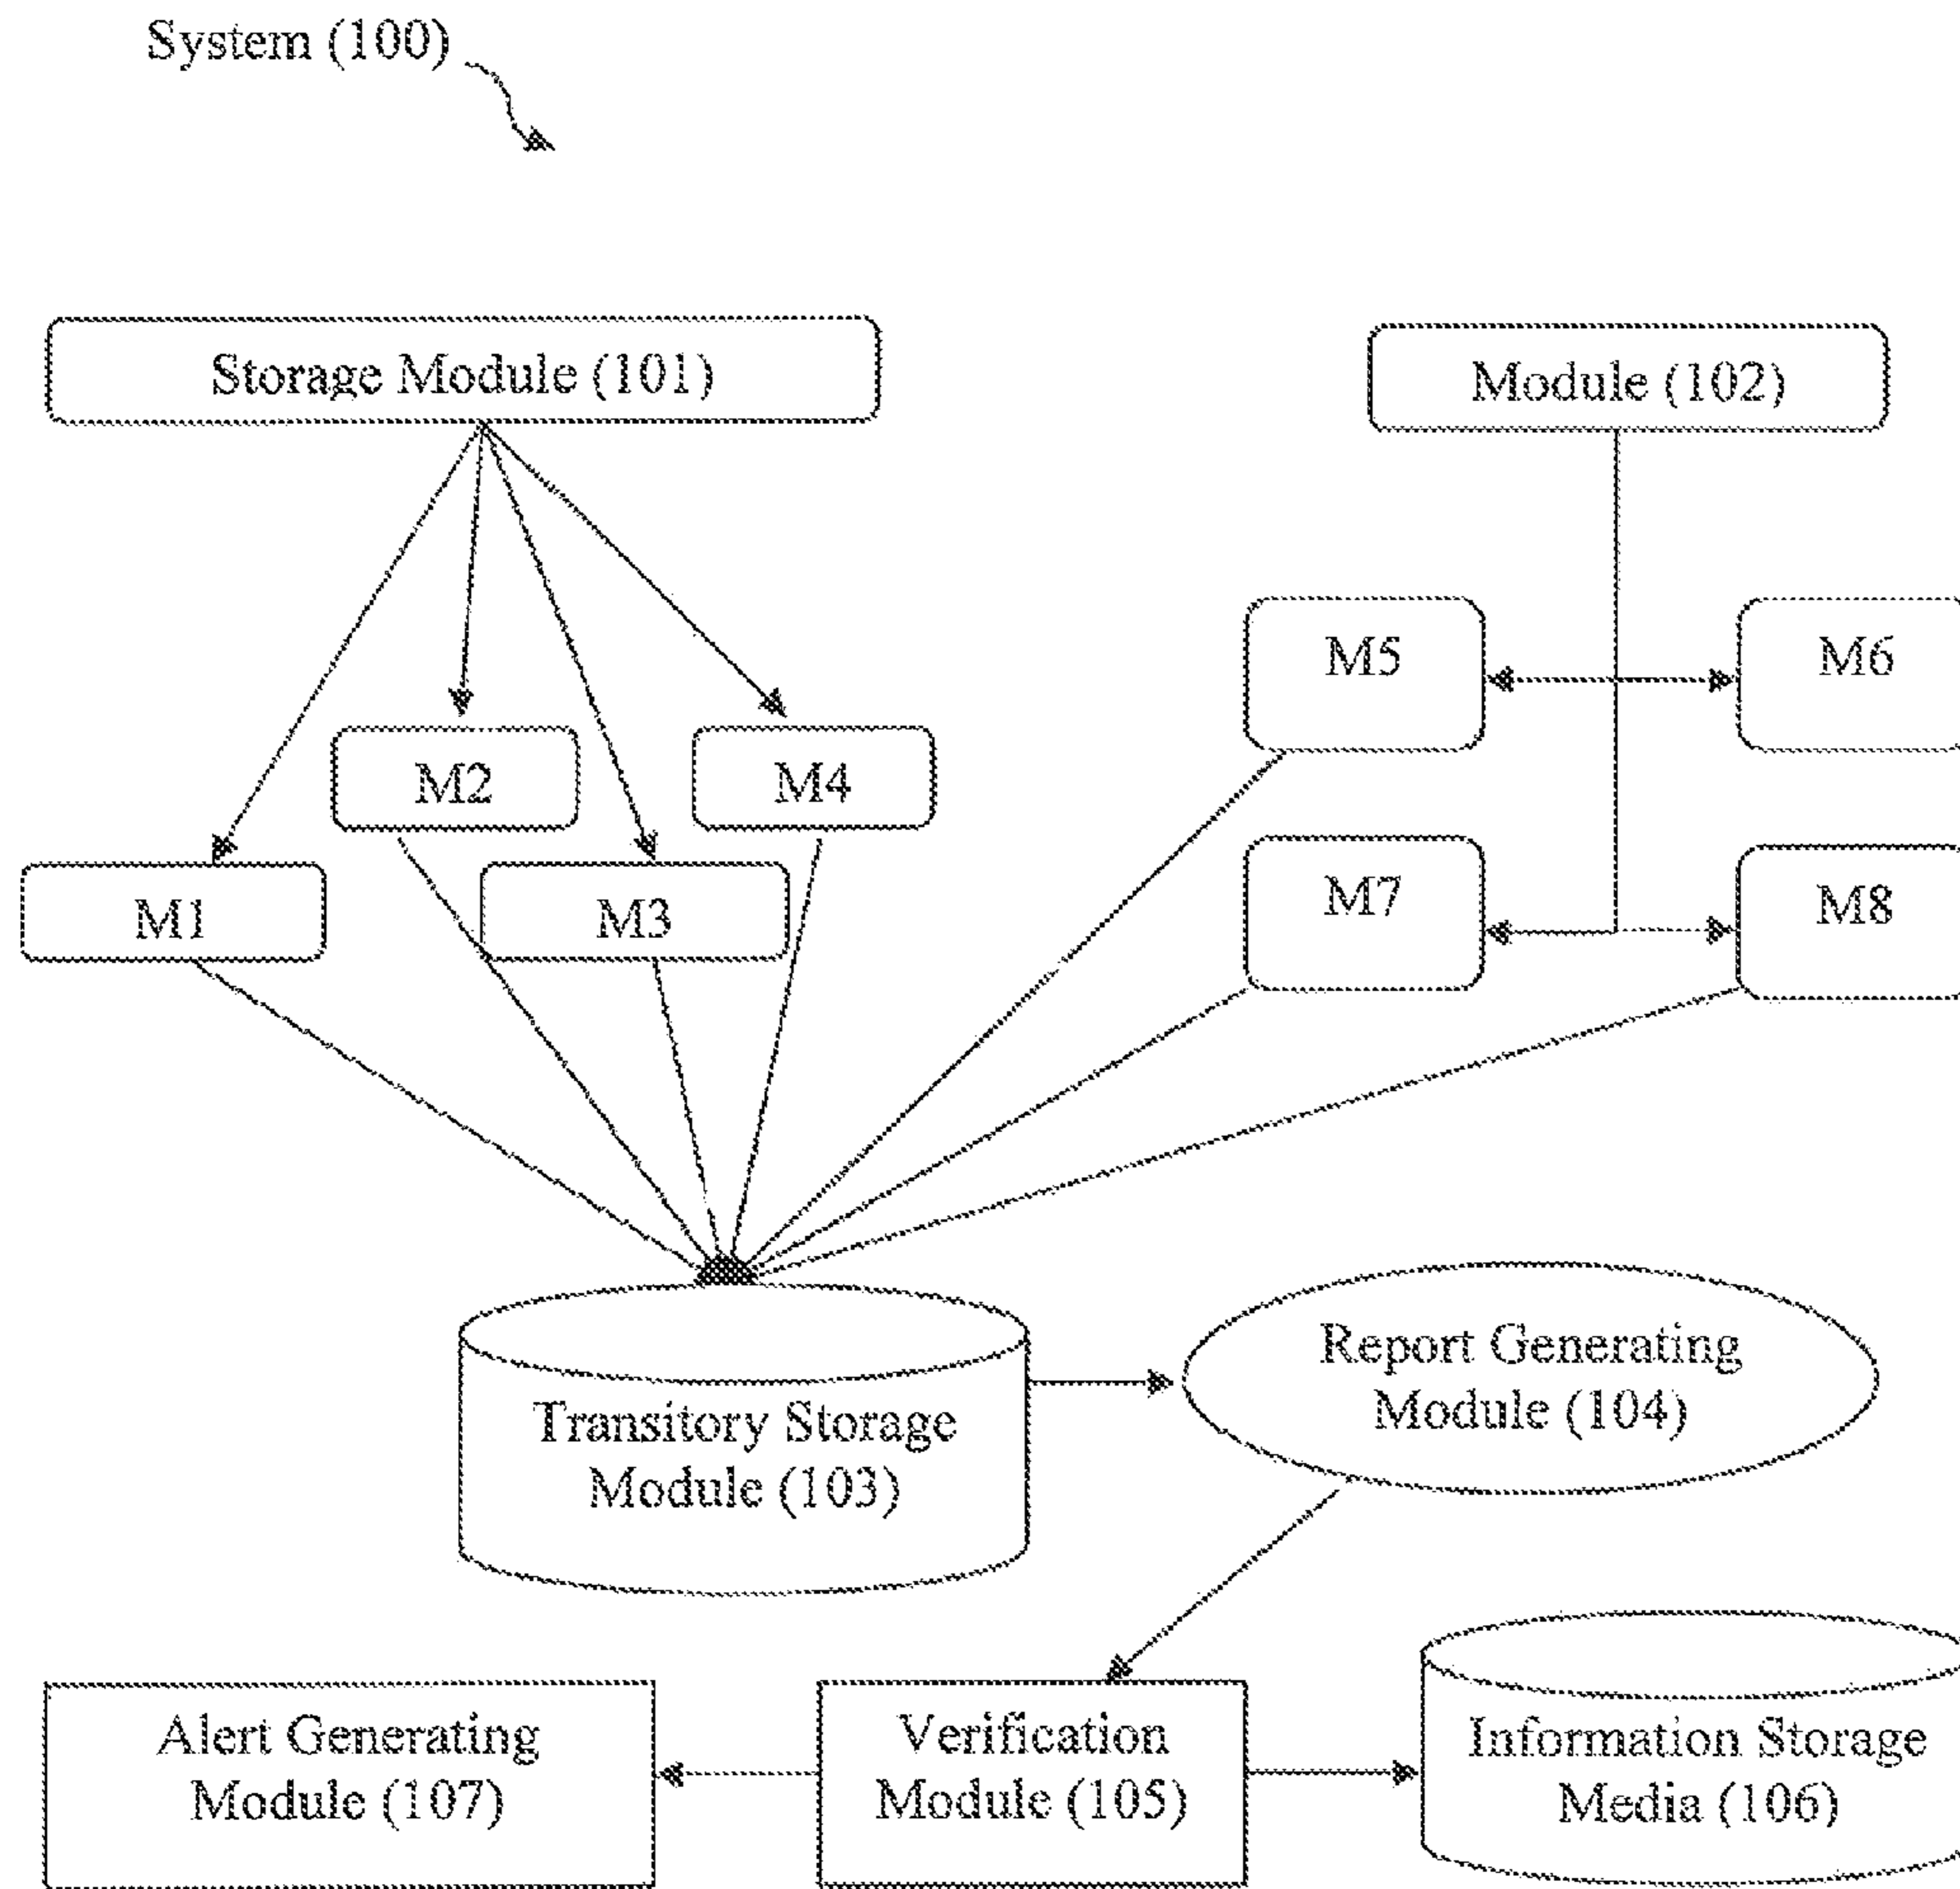 System (100)
Storage Module (101)
Module (102)
M5
M6
M2
M4
M7
M8
M1
M3
Report Generating
Module (104)
Transitory Storage
Module (103)
Alert Generating
Module (107)
Verification
Module (105)
Information Storage
Media (106)